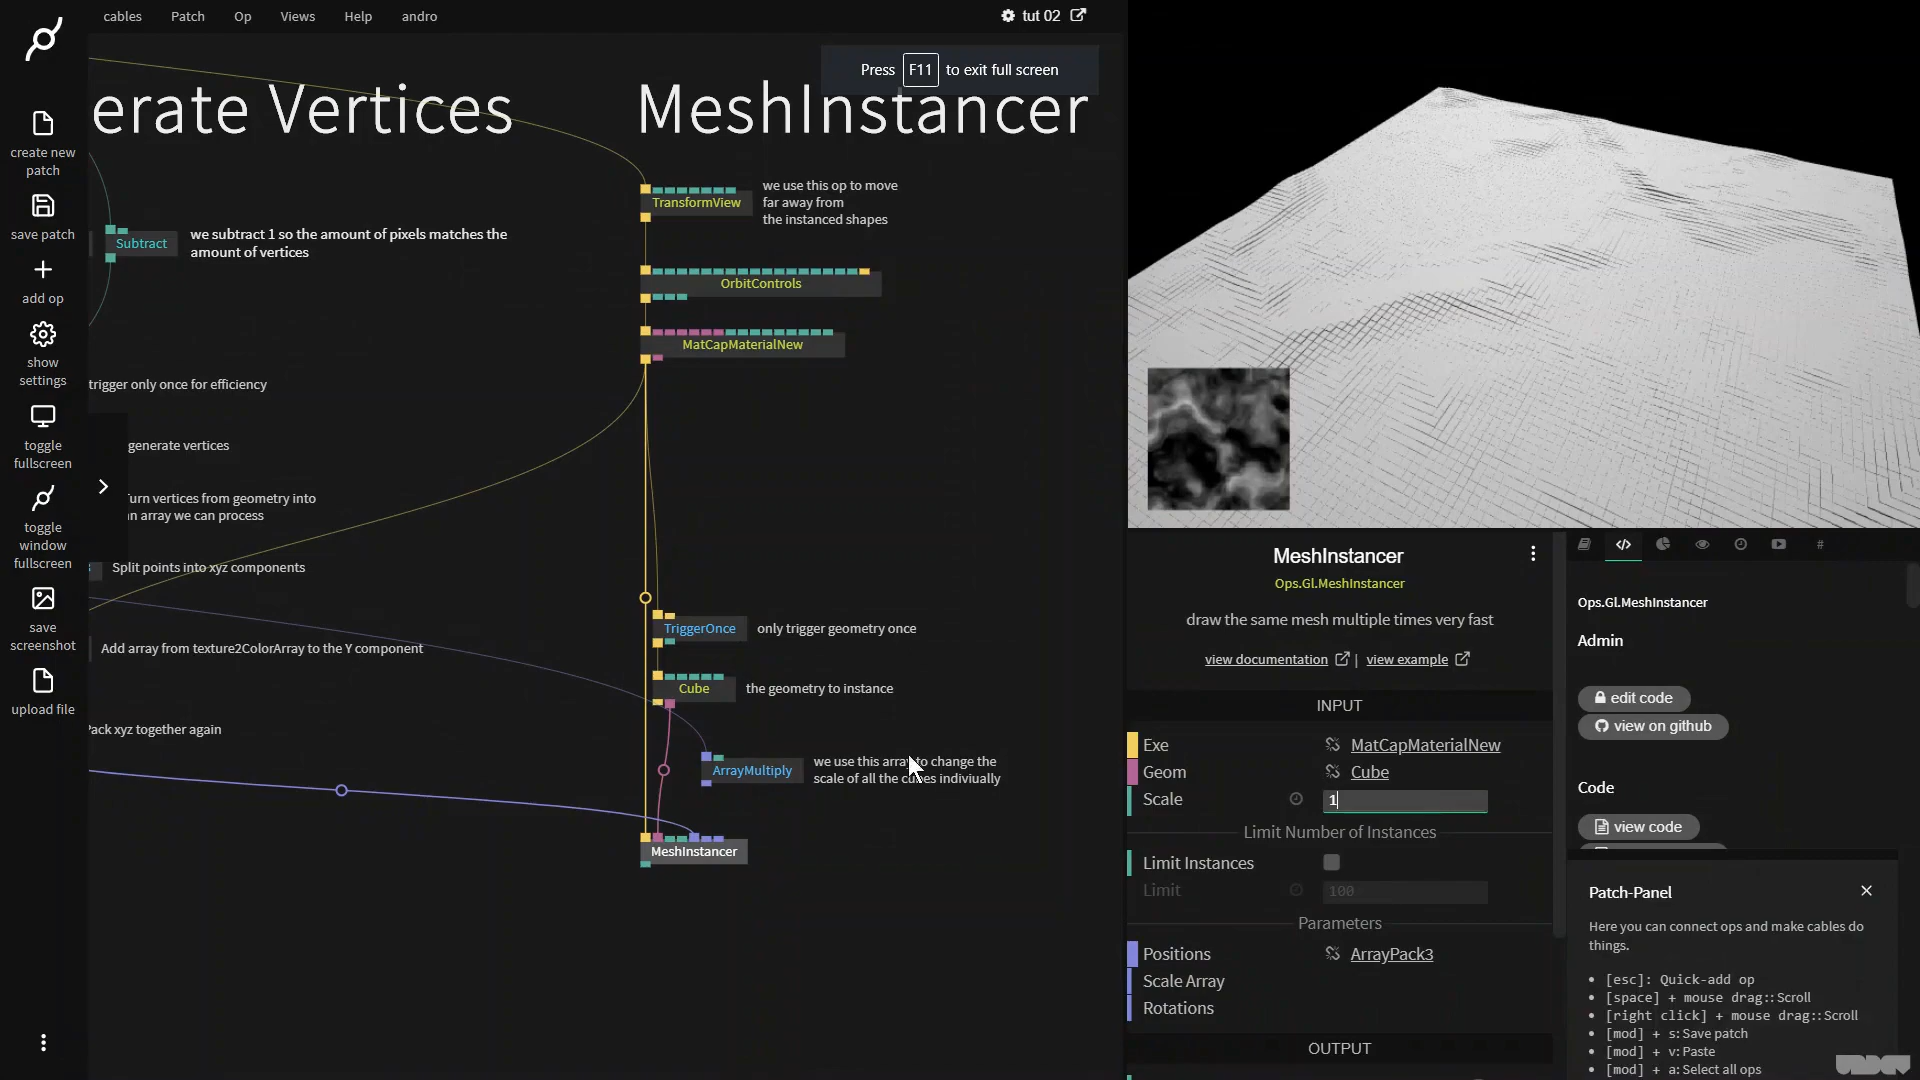 cables Patch Op Views Help andro
tut 02
Press F11 to exit full screen
erate Vertices
MeshInstancer
create new
patch
save patch
add op
show
settings
toggle
fullscreen
toggle
window
fullscreen
save
screenshot
upload file
Subtract
we subtract 1 so the amount of pixels matches the
amount of vertices
trigger only once for efficiency
generate vertices
urn vertices from geometry into
n array we can process
Split points into xyz components
Add array from texture2ColorArray to the Y component
Pack xyz together again
TransformView
we use this op to move
far away from
the instanced shapes
OrbitControls
MatCapMaterialNew
TriggerOnce
only trigger geometry once
Cube
the geometry to instance
ArrayMultiply
we use this array to change the
scale of all the cubes indiviually
MeshInstancer
MeshInstancer
Ops.Gl.MeshInstancer
draw the same mesh multiple times very fast
view documentation | view example
INPUT
Exe MatCapMaterialNew
Geom Cube
Scale 1
Limit Number of Instances
Limit Instances
Limit 100
Parameters
Positions ArrayPack3
Scale Array
Rotations
OUTPUT
#
Ops.Gl.MeshInstancer
Admin
edit code
view on github
Code
view code
Patch-Panel
Here you can connect ops and make cables do
things.
[esc]: Quick-add op
[space] + mouse drag::Scroll
[right click] + mouse drag::Scroll
[mod] + s: Save patch
[mod] + v: Paste
[mod] + a: Select all ops